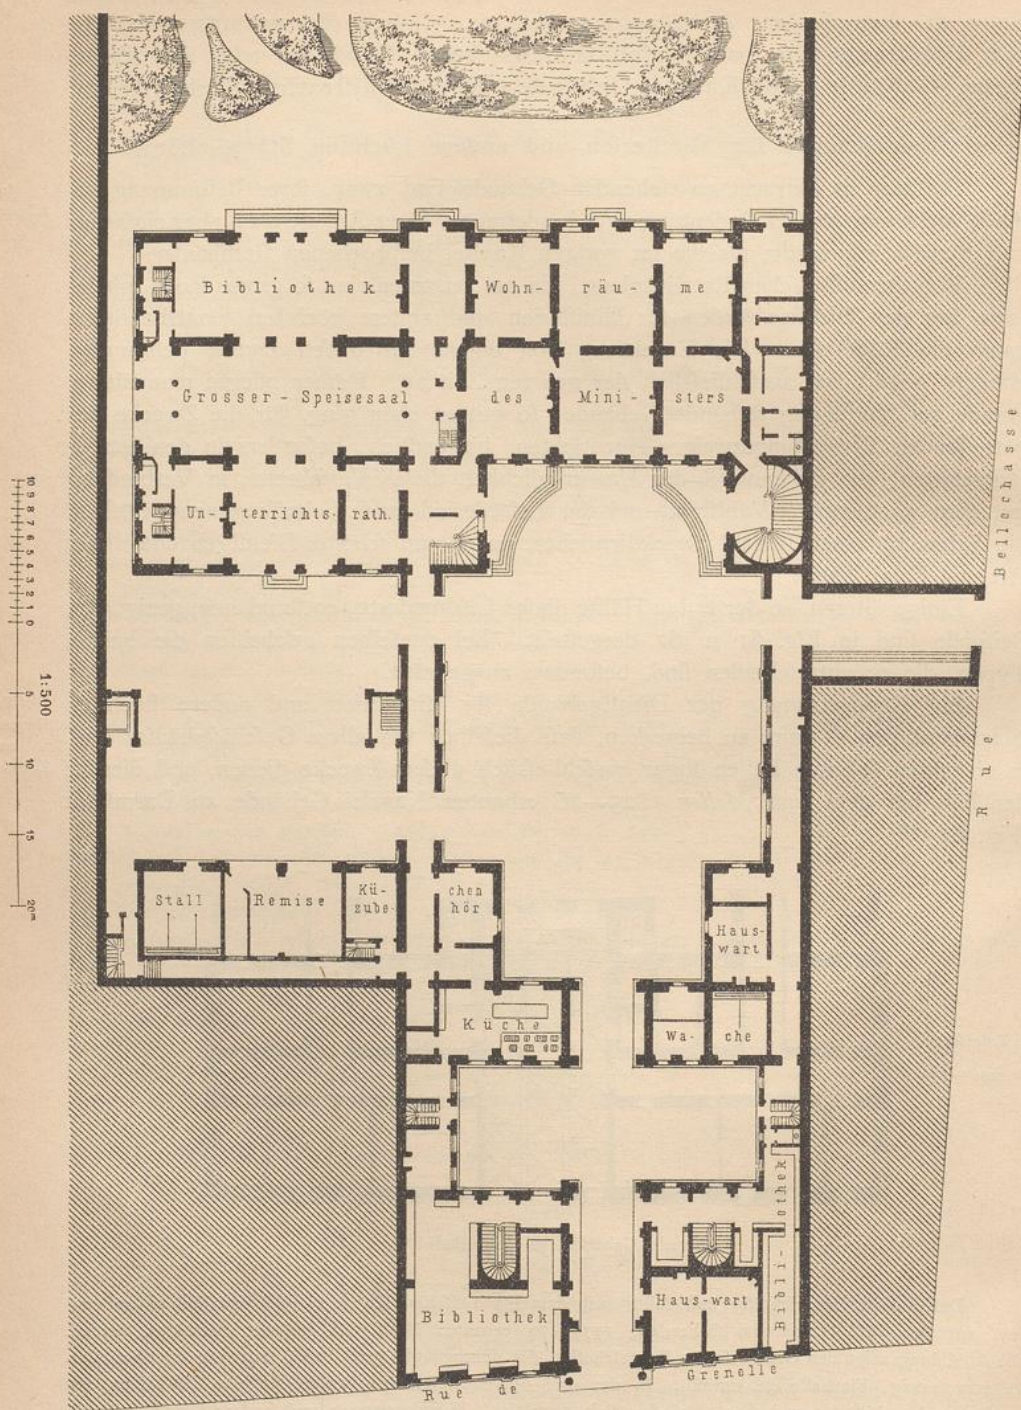 Bibliothek
Wohn- räu- me
Grosser - Speisesaal
des Mini- sters
Un- terrichts- rath.
Bellechasse
Rue
10 9 8 7 6 5 4 3 2 1 0 5 10 15 20m
1:500
Stall
Remise
Kü- chen
zube- hör
Haus-
wart
Küche
Wa- che
Bibliothek
Haus-wart
Bibli- othek
Rue de Grenelle